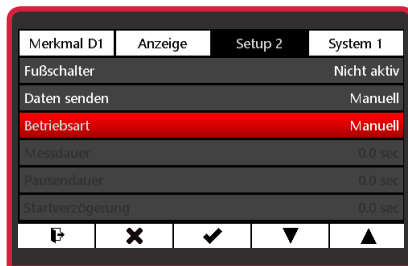 Merkmal D1 Anzeige Setup 2 System 1
Fußschalter Nicht aktiv
Daten senden Manuell
Betriebsart Manuell
Messdauer 0.0 sec
Pausendauer 0.0 sec
Startverzögerung 0.0 sec